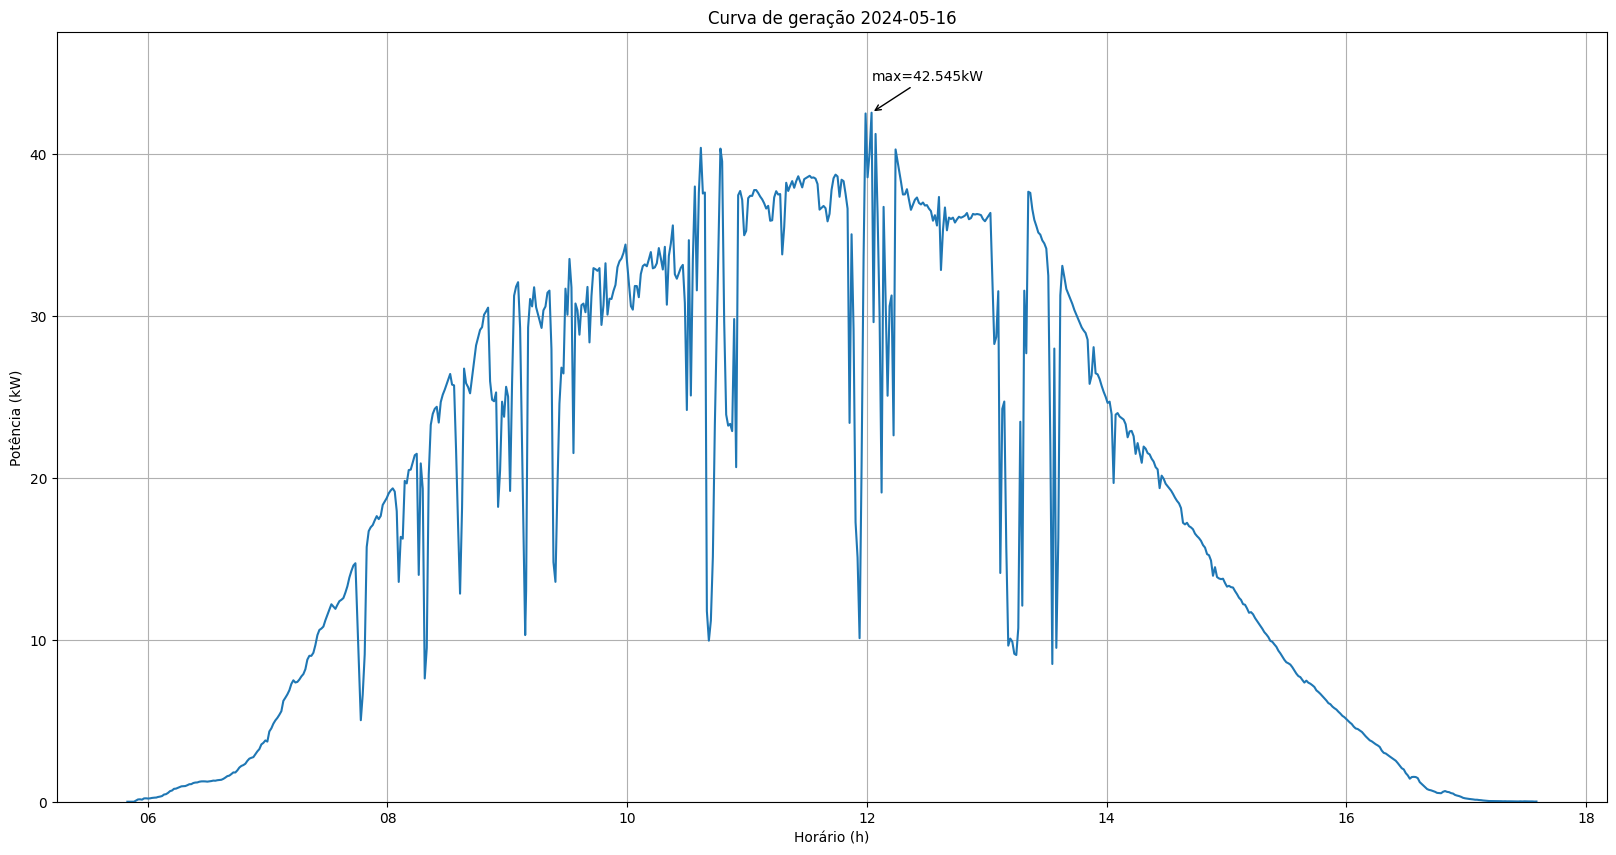 Curva de geração 2024-05-16
max=42.545kW
40
30
20
10
0
Potência (kW)
06 08 10 12 14 16 18
Horário (h)